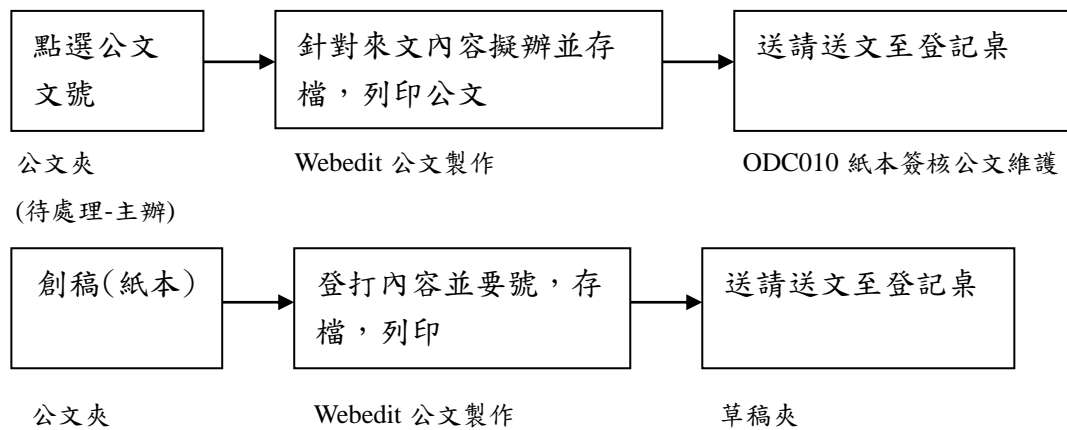 點選公文
文號
針對來文內容擬辦並存
檔，列印公文
送請送文至登記桌
公文夾
(待處理-主辦)
Webedit 公文製作
ODC010 紙本簽核公文維護
創稿(紙本)
登打內容並要號，存
檔，列印
送請送文至登記桌
公文夾
Webedit 公文製作
草稿夾